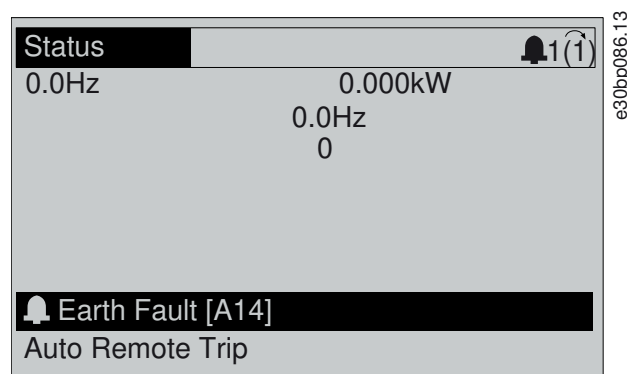 Status 1(1)
0.0Hz 0.000kW
0.0Hz
0
Earth Fault [A14]
Auto Remote Trip
e30bp086.13